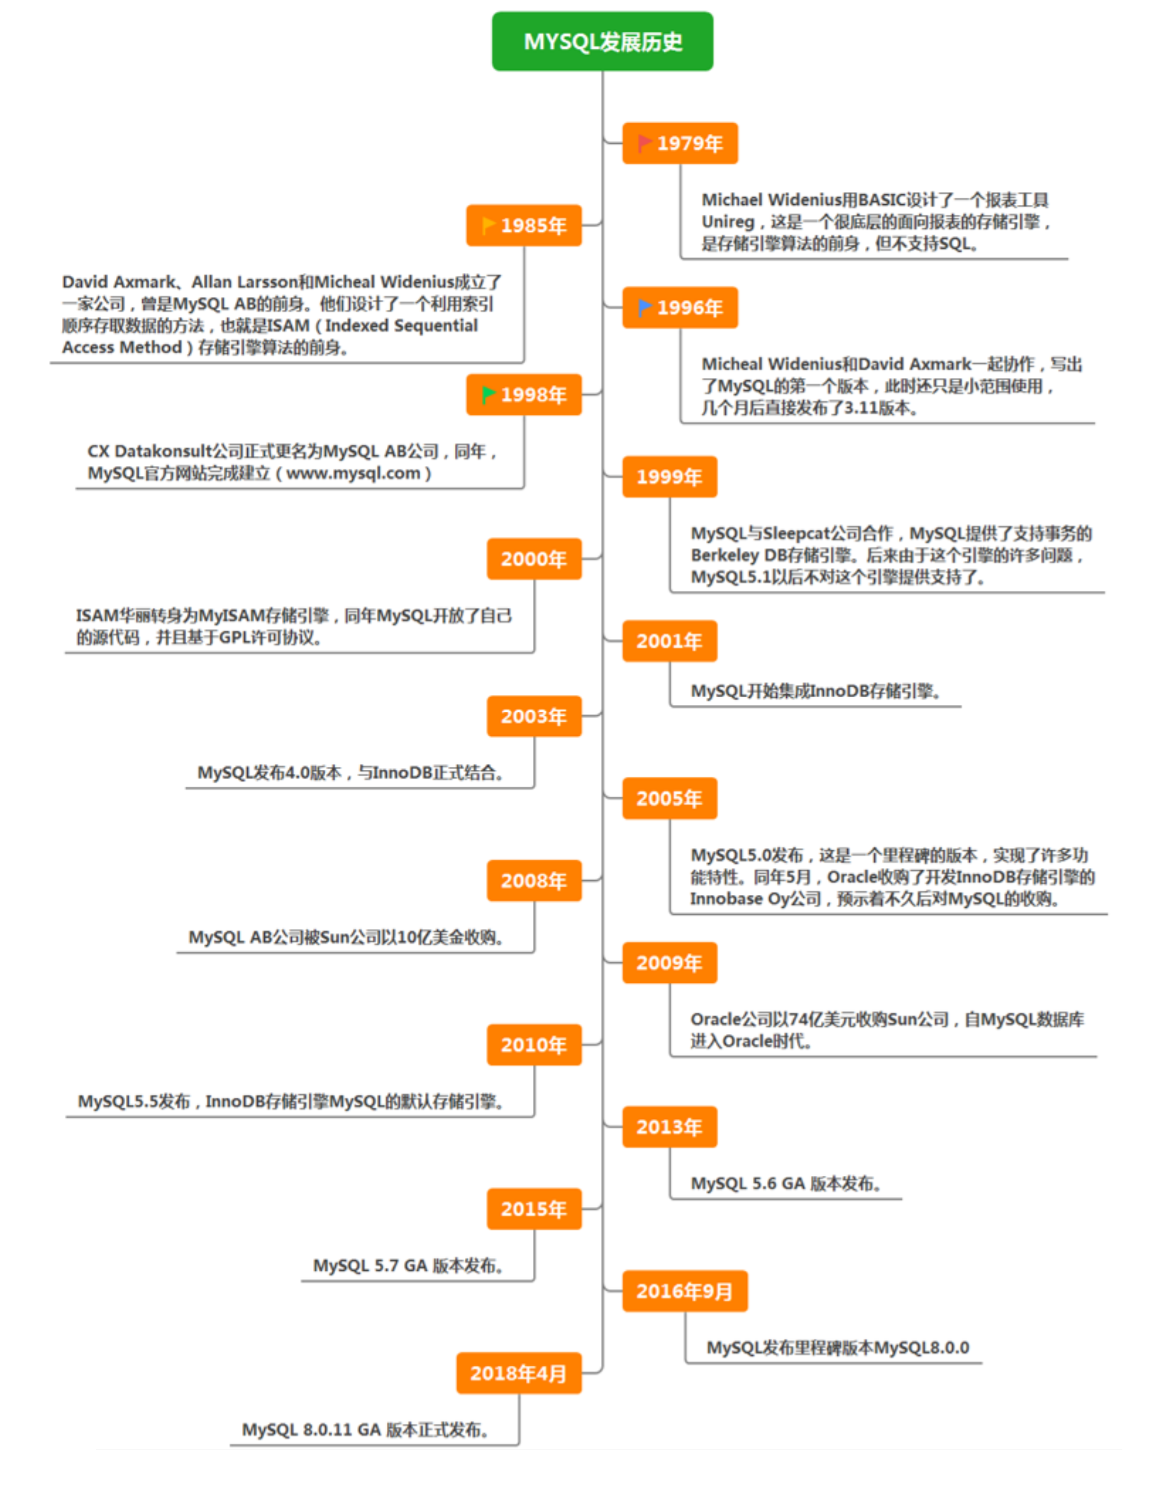 MYSQL发展历史
1979年
Michael Widenius用BASIC设计了一个报表工具
Unireg，这是一个很底层的面向报表的存储引擎，
是存储引擎算法的前身，但不支持SQL。
1985年
David Axmark、Allan Larsson和Micheal Widenius成立了
一家公司，曾是MySQL AB的前身。他们设计了一个利用索引
顺序存取数据的方法，也就是ISAM（Indexed Sequential
Access Method）存储引擎算法的前身。
1996年
Micheal Widenius和David Axmark一起协作，写出
了MySQL的第一个版本，此时还只是小范围使用，
几个月后直接发布了3.11版本。
1998年
CX Datakonsult公司正式更名为MySQL AB公司，同年，
MySQL官方网站完成建立（www.mysql.com）
1999年
MySQL与Sleepcat公司合作，MySQL提供了支持事务的
Berkeley DB存储引擎。后来由于这个引擎的许多问题，
MySQL5.1以后不对这个引擎提供支持了。
2000年
ISAM华丽转身为MyISAM存储引擎，同年MySQL开放了自己
的源代码，并且基于GPL许可协议。
2001年
MySQL开始集成InnoDB存储引擎。
2003年
MySQL发布4.0版本，与InnoDB正式结合。
2005年
MySQL5.0发布，这是一个里程碑的版本，实现了许多功
能特性。同年5月，Oracle收购了开发InnoDB存储引擎的
Innobase Oy公司，预示着不久后对MySQL的收购。
2008年
MySQL AB公司被Sun公司以10亿美金收购。
2009年
Oracle公司以74亿美元收购Sun公司，自MySQL数据库
进入Oracle时代。
2010年
MySQL5.5发布，InnoDB存储引擎MySQL的默认存储引擎。
2013年
MySQL 5.6 GA 版本发布。
2015年
MySQL 5.7 GA 版本发布。
2016年9月
MySQL发布里程碑版本MySQL8.0.0
2018年4月
MySQL 8.0.11 GA 版本正式发布。